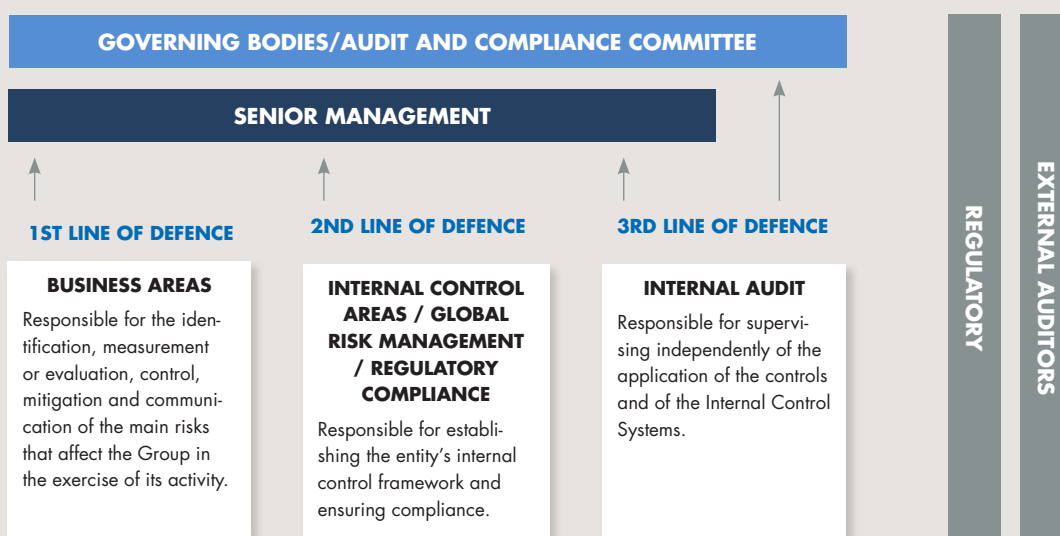 GOVERNING BODIES/AUDIT AND COMPLIANCE COMMITTEE
SENIOR MANAGEMENT
1ST LINE OF DEFENCE
BUSINESS AREAS
Responsible for the iden-
tification, measurement
or evaluation, control,
mitigation and communi-
cation of the main risks
that affect the Group in
the exercise of its activity.
2ND LINE OF DEFENCE
INTERNAL CONTROL
AREAS / GLOBAL
RISK MANAGEMENT
/ REGULATORY
COMPLIANCE
Responsible for establi-
shing the entity's internal
control framework and
ensuring compliance.
3RD LINE OF DEFENCE
INTERNAL AUDIT
Responsible for supervi-
sing independently of the
application of the controls
and of the Internal Control
Systems.
REGULATORY
EXTERNAL AUDITORS